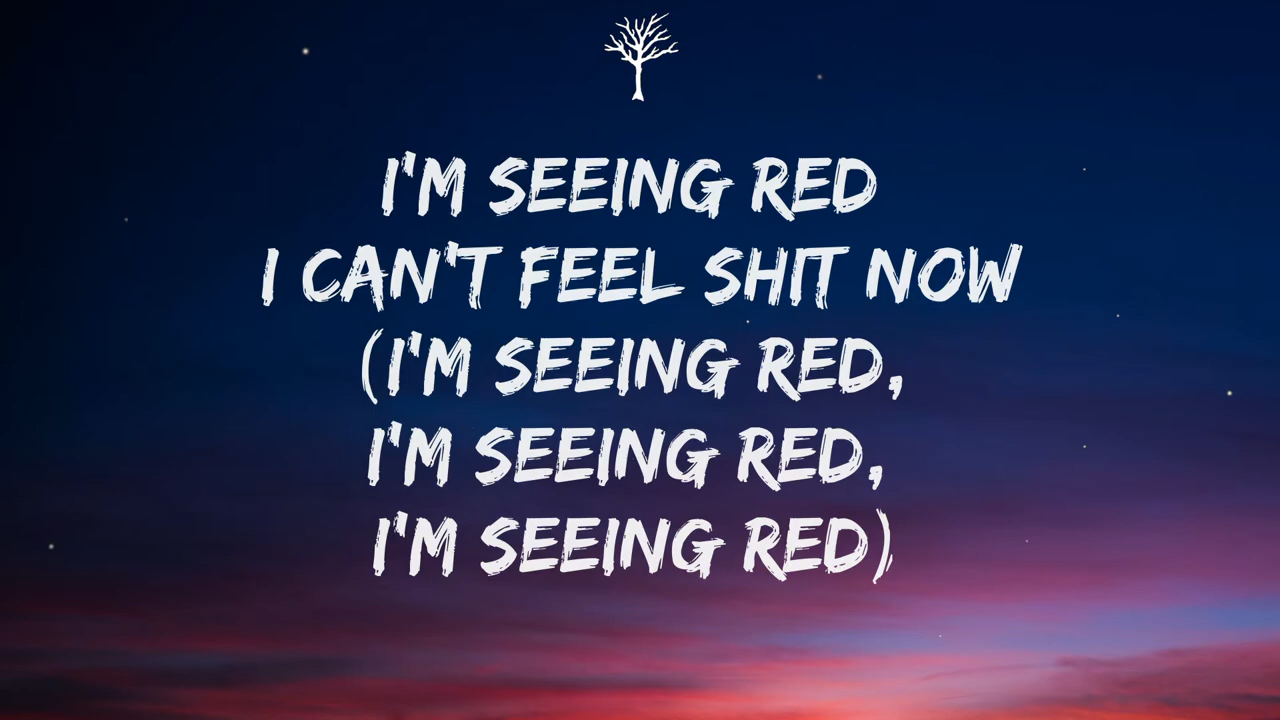 I'M SEEING RED
I CAN'T FEEL SHIT NOW
(I'M SEEING RED,
I'M SEEING RED,
I'M SEEING RED)